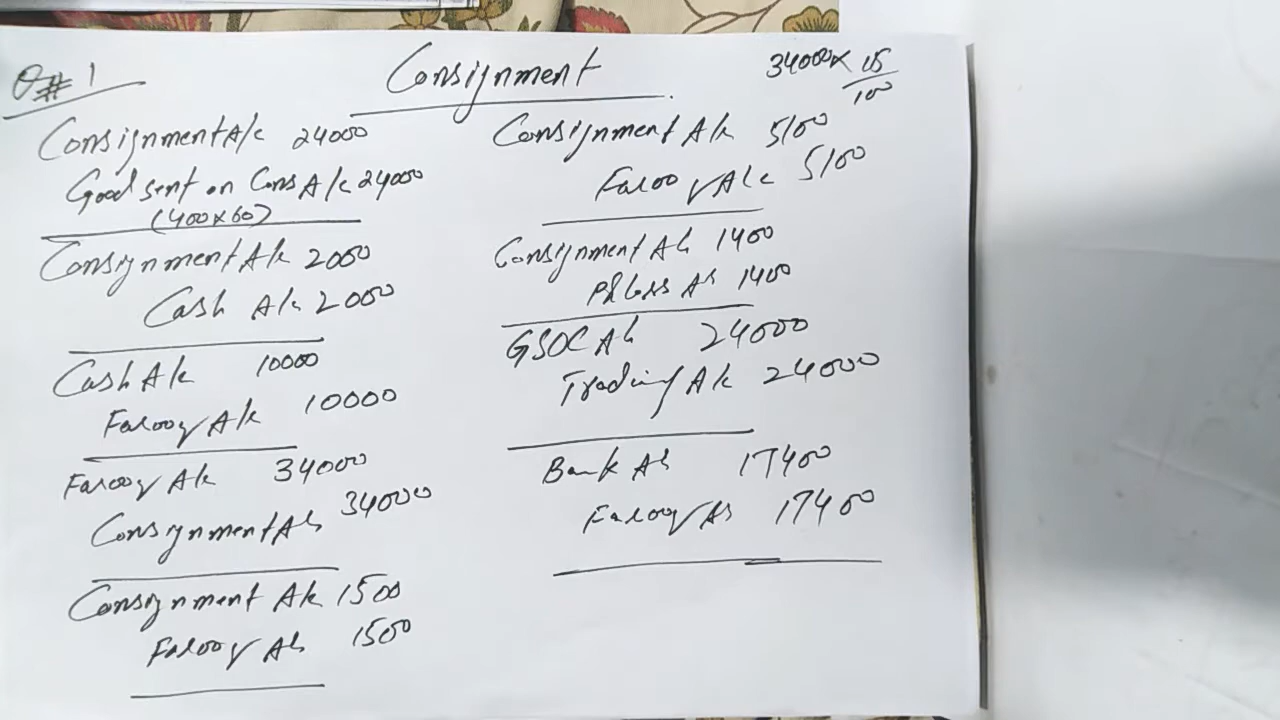 Q#1
Consignment
34000 x 15
100
Consignment A/c 24000
Good sent on Cons A/c 24000
(400x60)
Consignment A/c 2000
Cash A/c 2000
Cash A/c 10000
Farooq A/c 10000
Farooq A/c 34000
Consignment A/c 34000
Consignment A/c 1500
Farooq A/c 1500
Consignment A/c 5100
Farooq A/c 5100
Consignment A/c 1400
P&Loss A/c 1400
GSOC A/c 24000
Trading A/c 24000
Bank A/c 17400
Farooq A/c 17400